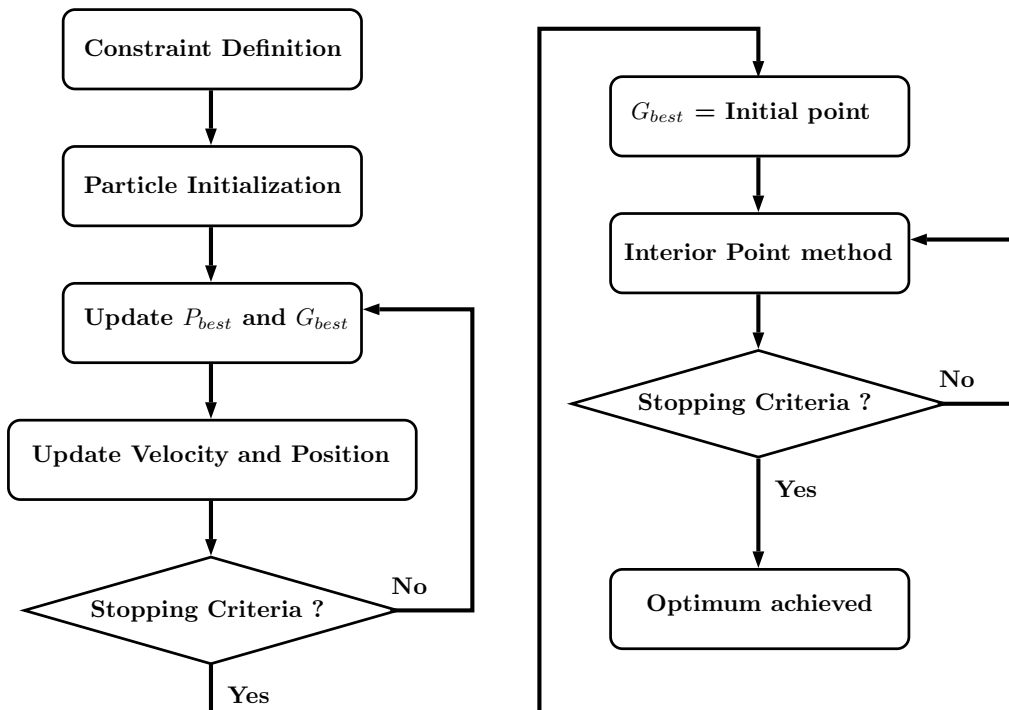 Constraint Definition
Particle Initialization
Update P_best and G_best
Update Velocity and Position
Stopping Criteria ?
No
Yes
G_best = Initial point
Interior Point method
Stopping Criteria ?
No
Yes
Optimum achieved